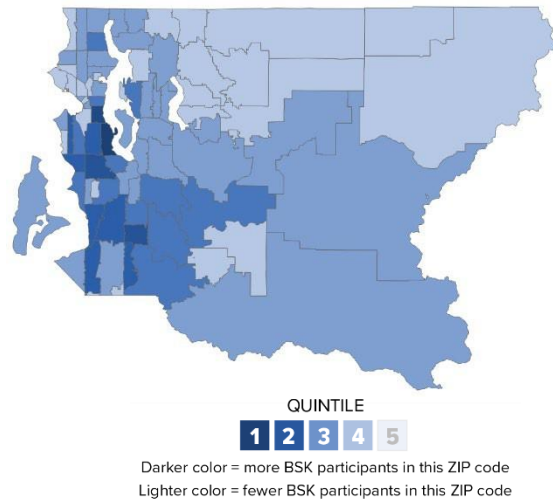 QUINTILE
1 2 3 4 5
Darker color = more BSK participants in this ZIP code
Lighter color = fewer BSK participants in this ZIP code